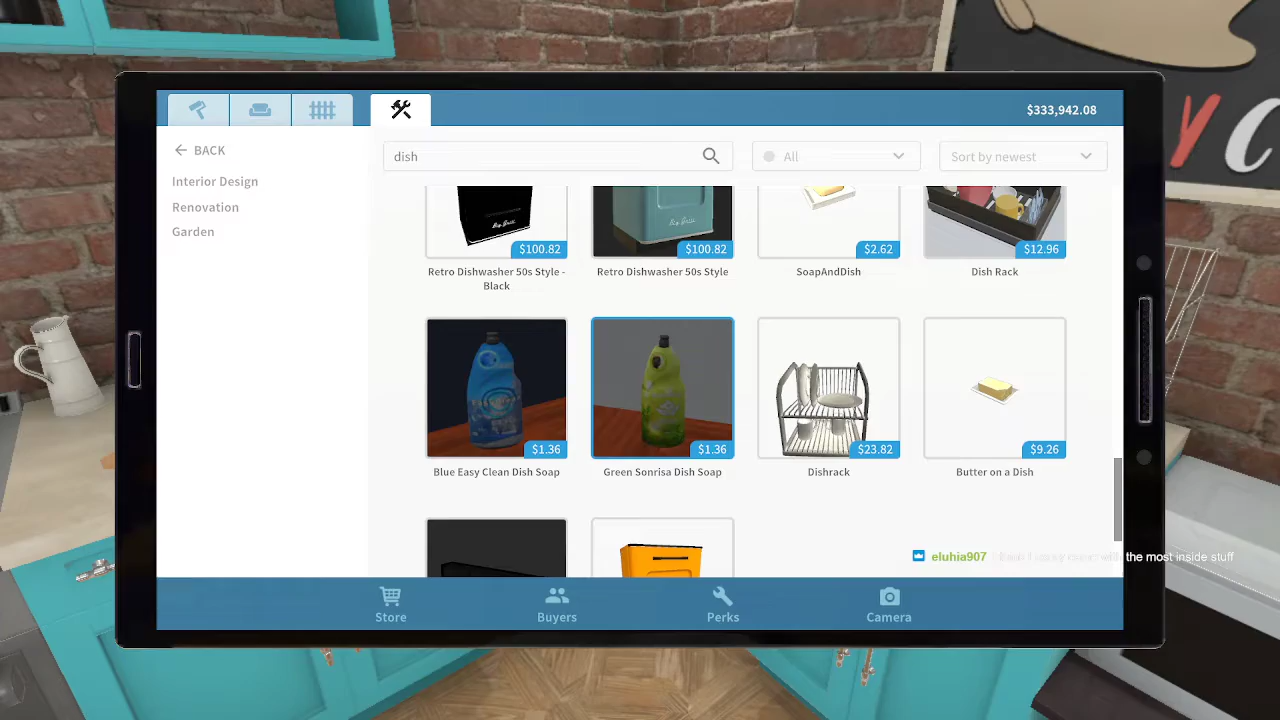 $333,942.08
BACK
dish
All
Sort by newest
Interior Design
Renovation
Garden
$100.82
$100.82
$2.62
$12.96
Retro Dishwasher 50s Style -
Black
Retro Dishwasher 50s Style
SoapAndDish
Dish Rack
$1.36
$1.36
$23.82
$9.26
Blue Easy Clean Dish Soap
Green Sonrisa Dish Soap
Dishrack
Butter on a Dish
eluhia907 with the most inside stuff
Store
Buyers
Perks
Camera
YC